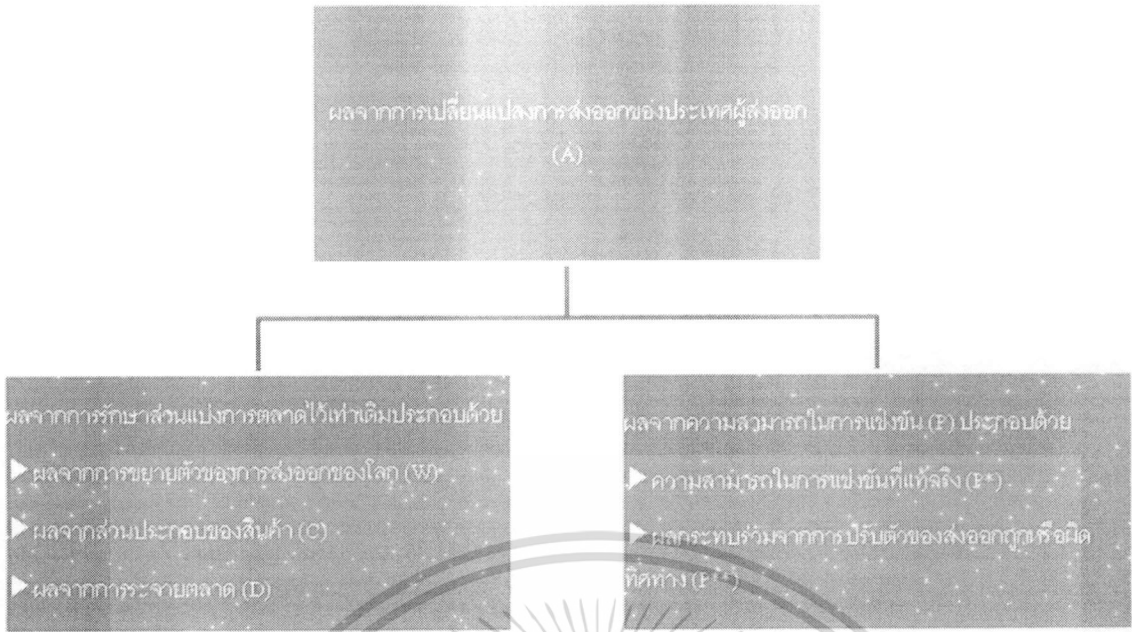 ผลจากการเปลี่ยนแปลงการส่งออกของประเทศผู้ส่งออก
(A)
ผลจากการรักษาส่วนแบ่งการตลาดไว้เท่าเดิมประกอบด้วย
▶ ผลจากการขยายตัวของการส่งออกของโลก (W)
▶ ผลจากส่วนประกอบของสินค้า (C)
▶ ผลจากการกระจายตลาด (D)
ผลจากความสามารถในการแข่งขัน (P) ประกอบด้วย
▶ ความสามารถในการแข่งขันที่แท้จริง (P*)
▶ ผลกระทบร่วมจากการปรับตัวของส่งออกถูกหรือผิด
ทิศทาง (P**)